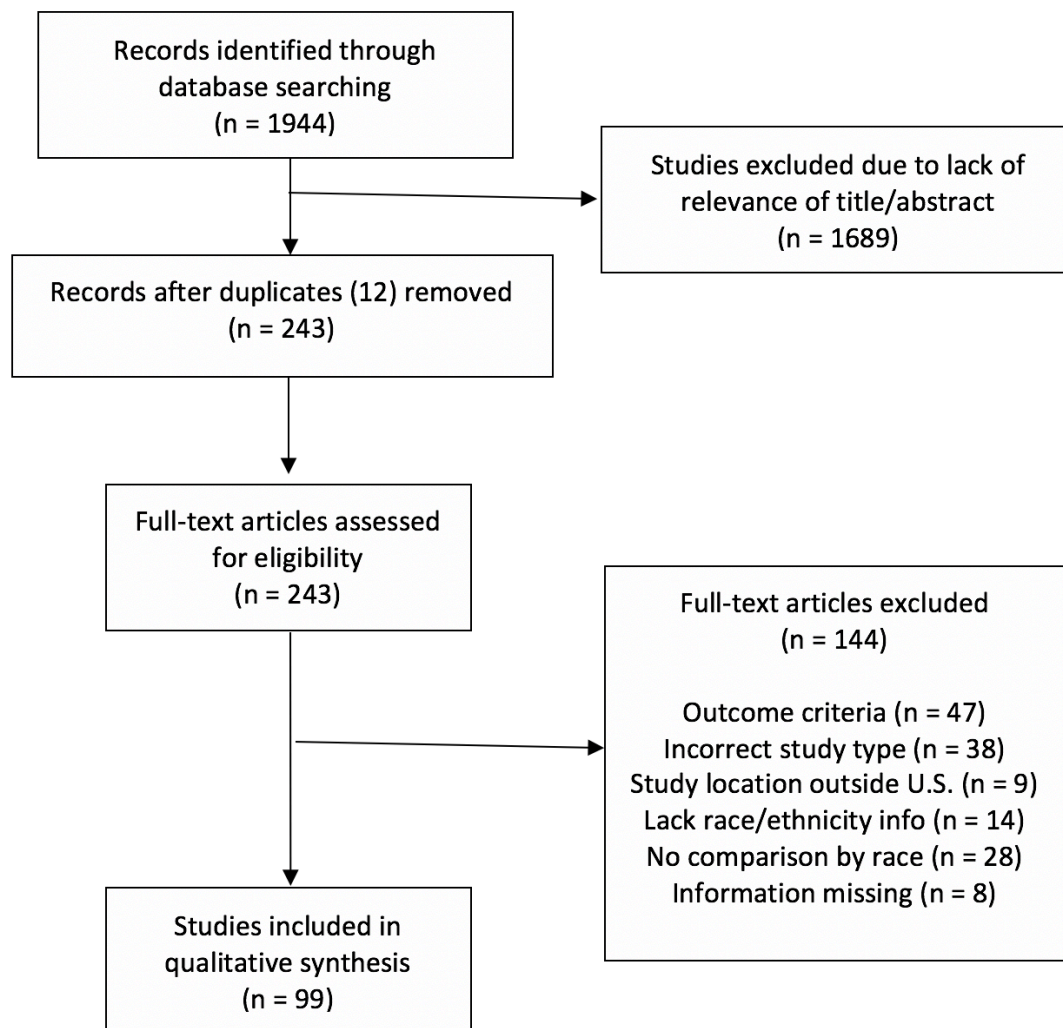 Records identified through
database searching
(n = 1944)
Studies excluded due to lack of
relevance of title/abstract
(n = 1689)
Records after duplicates (12) removed
(n = 243)
Full-text articles assessed
for eligibility
(n = 243)
Full-text articles excluded
(n = 144)
Outcome criteria (n = 47)
Incorrect study type (n = 38)
Study location outside U.S. (n = 9)
Lack race/ethnicity info (n = 14)
No comparison by race (n = 28)
Information missing (n = 8)
Studies included in
qualitative synthesis
(n = 99)